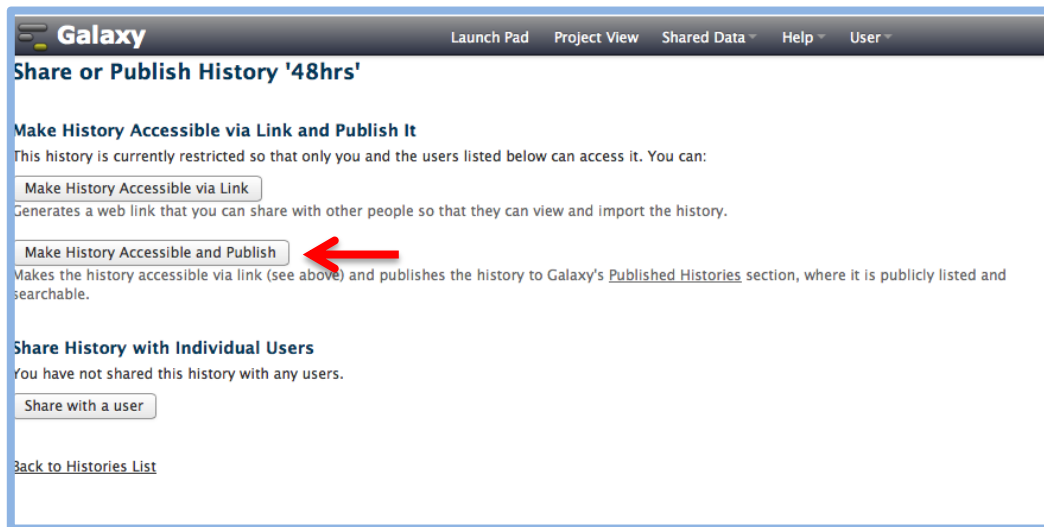 Galaxy Launch Pad Project View Shared Data Help User
Share or Publish History '48hrs'
Make History Accessible via Link and Publish It
This history is currently restricted so that only you and the users listed below can access it. You can:
Make History Accessible via Link
Generates a web link that you can share with other people so that they can view and import the history.
Make History Accessible and Publish
Makes the history accessible via link (see above) and publishes the history to Galaxy's Published Histories section, where it is publicly listed and
searchable.
Share History with Individual Users
You have not shared this history with any users.
Share with a user
Back to Histories List